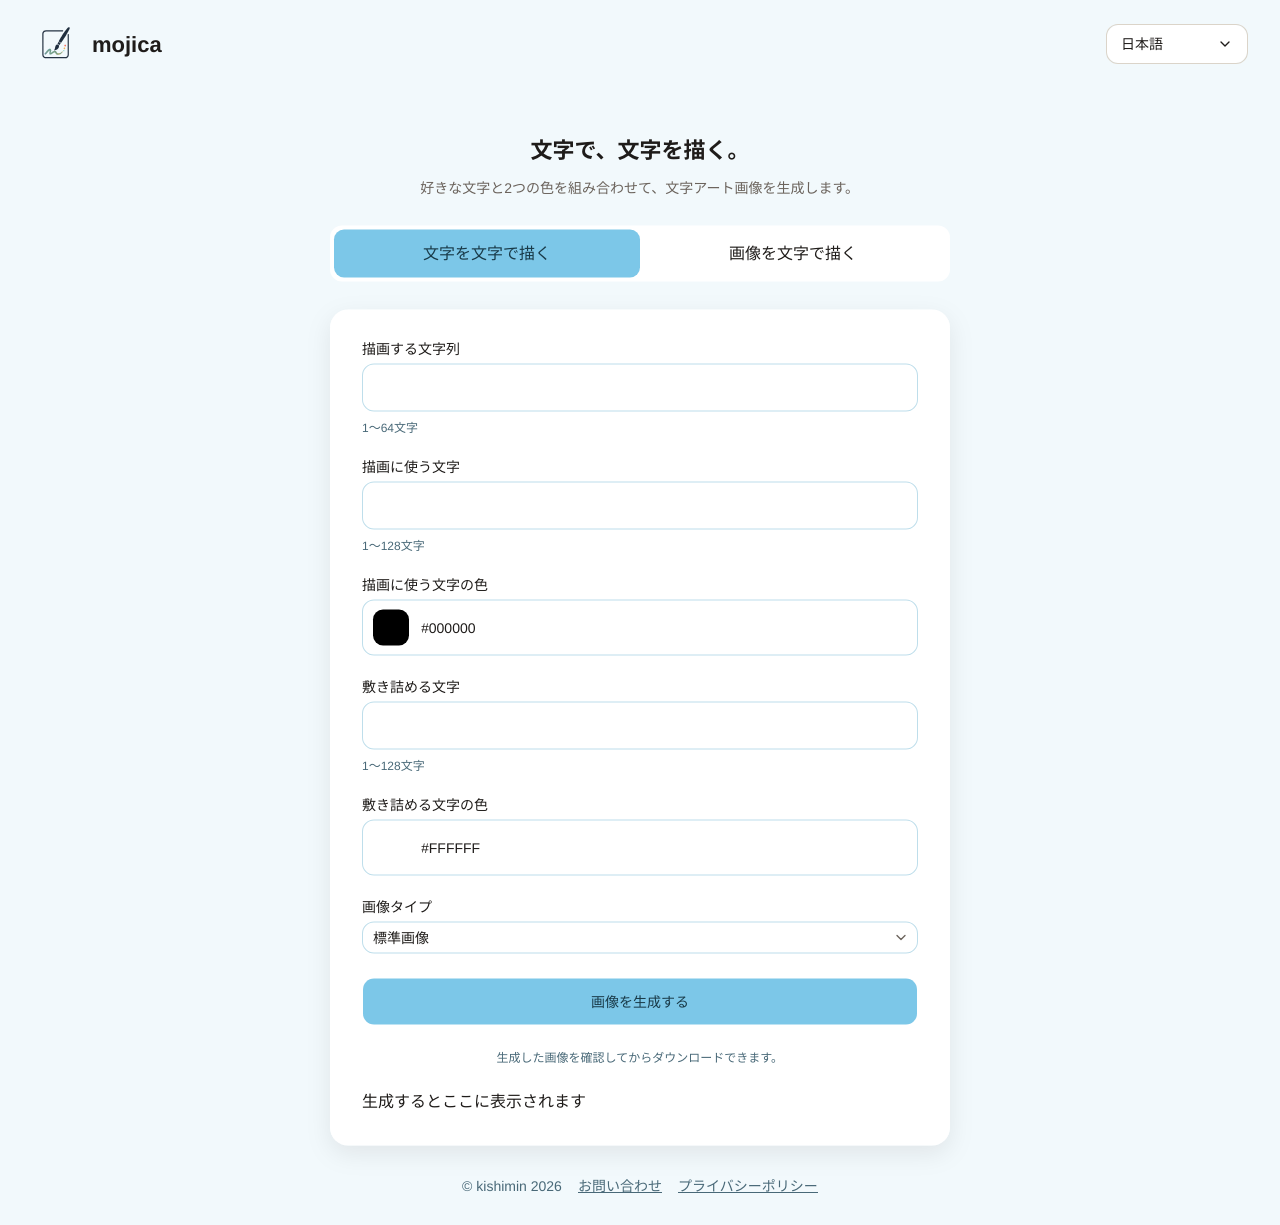 mojica
日本語
文字で、文字を描く。
好きな文字と2つの色を組み合わせて、文字アート画像を生成します。
文字を文字で描く
画像を文字で描く
描画する文字列
1〜64文字
描画に使う文字
1〜128文字
描画に使う文字の色
#000000
敷き詰める文字
1〜128文字
敷き詰める文字の色
#FFFFFF
画像タイプ
標準画像
画像を生成する
生成した画像を確認してからダウンロードできます。
生成するとここに表示されます
© kishimin 2026 お問い合わせ プライバシーポリシー